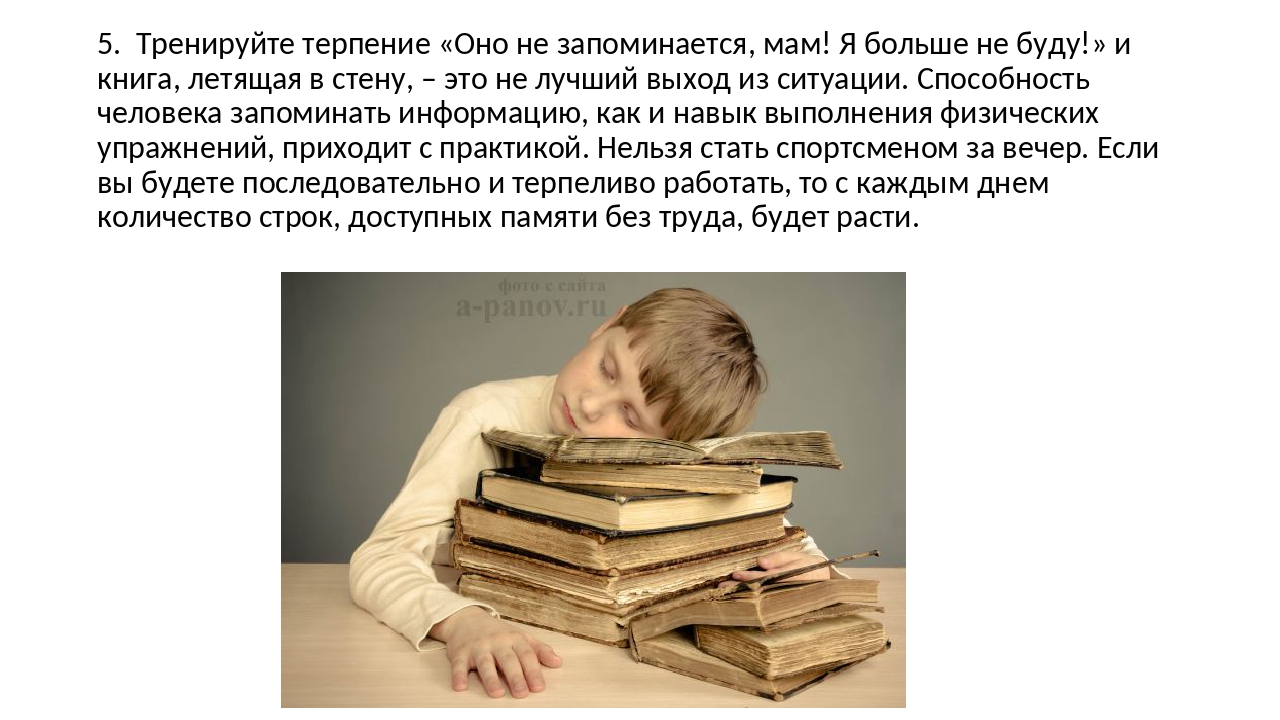 5.  Тренируйте терпение «Оно не запоминается, мам! Я больше не буду!» и
книга, летящая в стену, – это не лучший выход из ситуации. Способность
человека запоминать информацию, как и навык выполнения физических
упражнений, приходит с практикой. Нельзя стать спортсменом за вечер. Если
вы будете последовательно и терпеливо работать, то с каждым днем
количество строк, доступных памяти без труда, будет расти.
фото с сайта
a-panov.ru